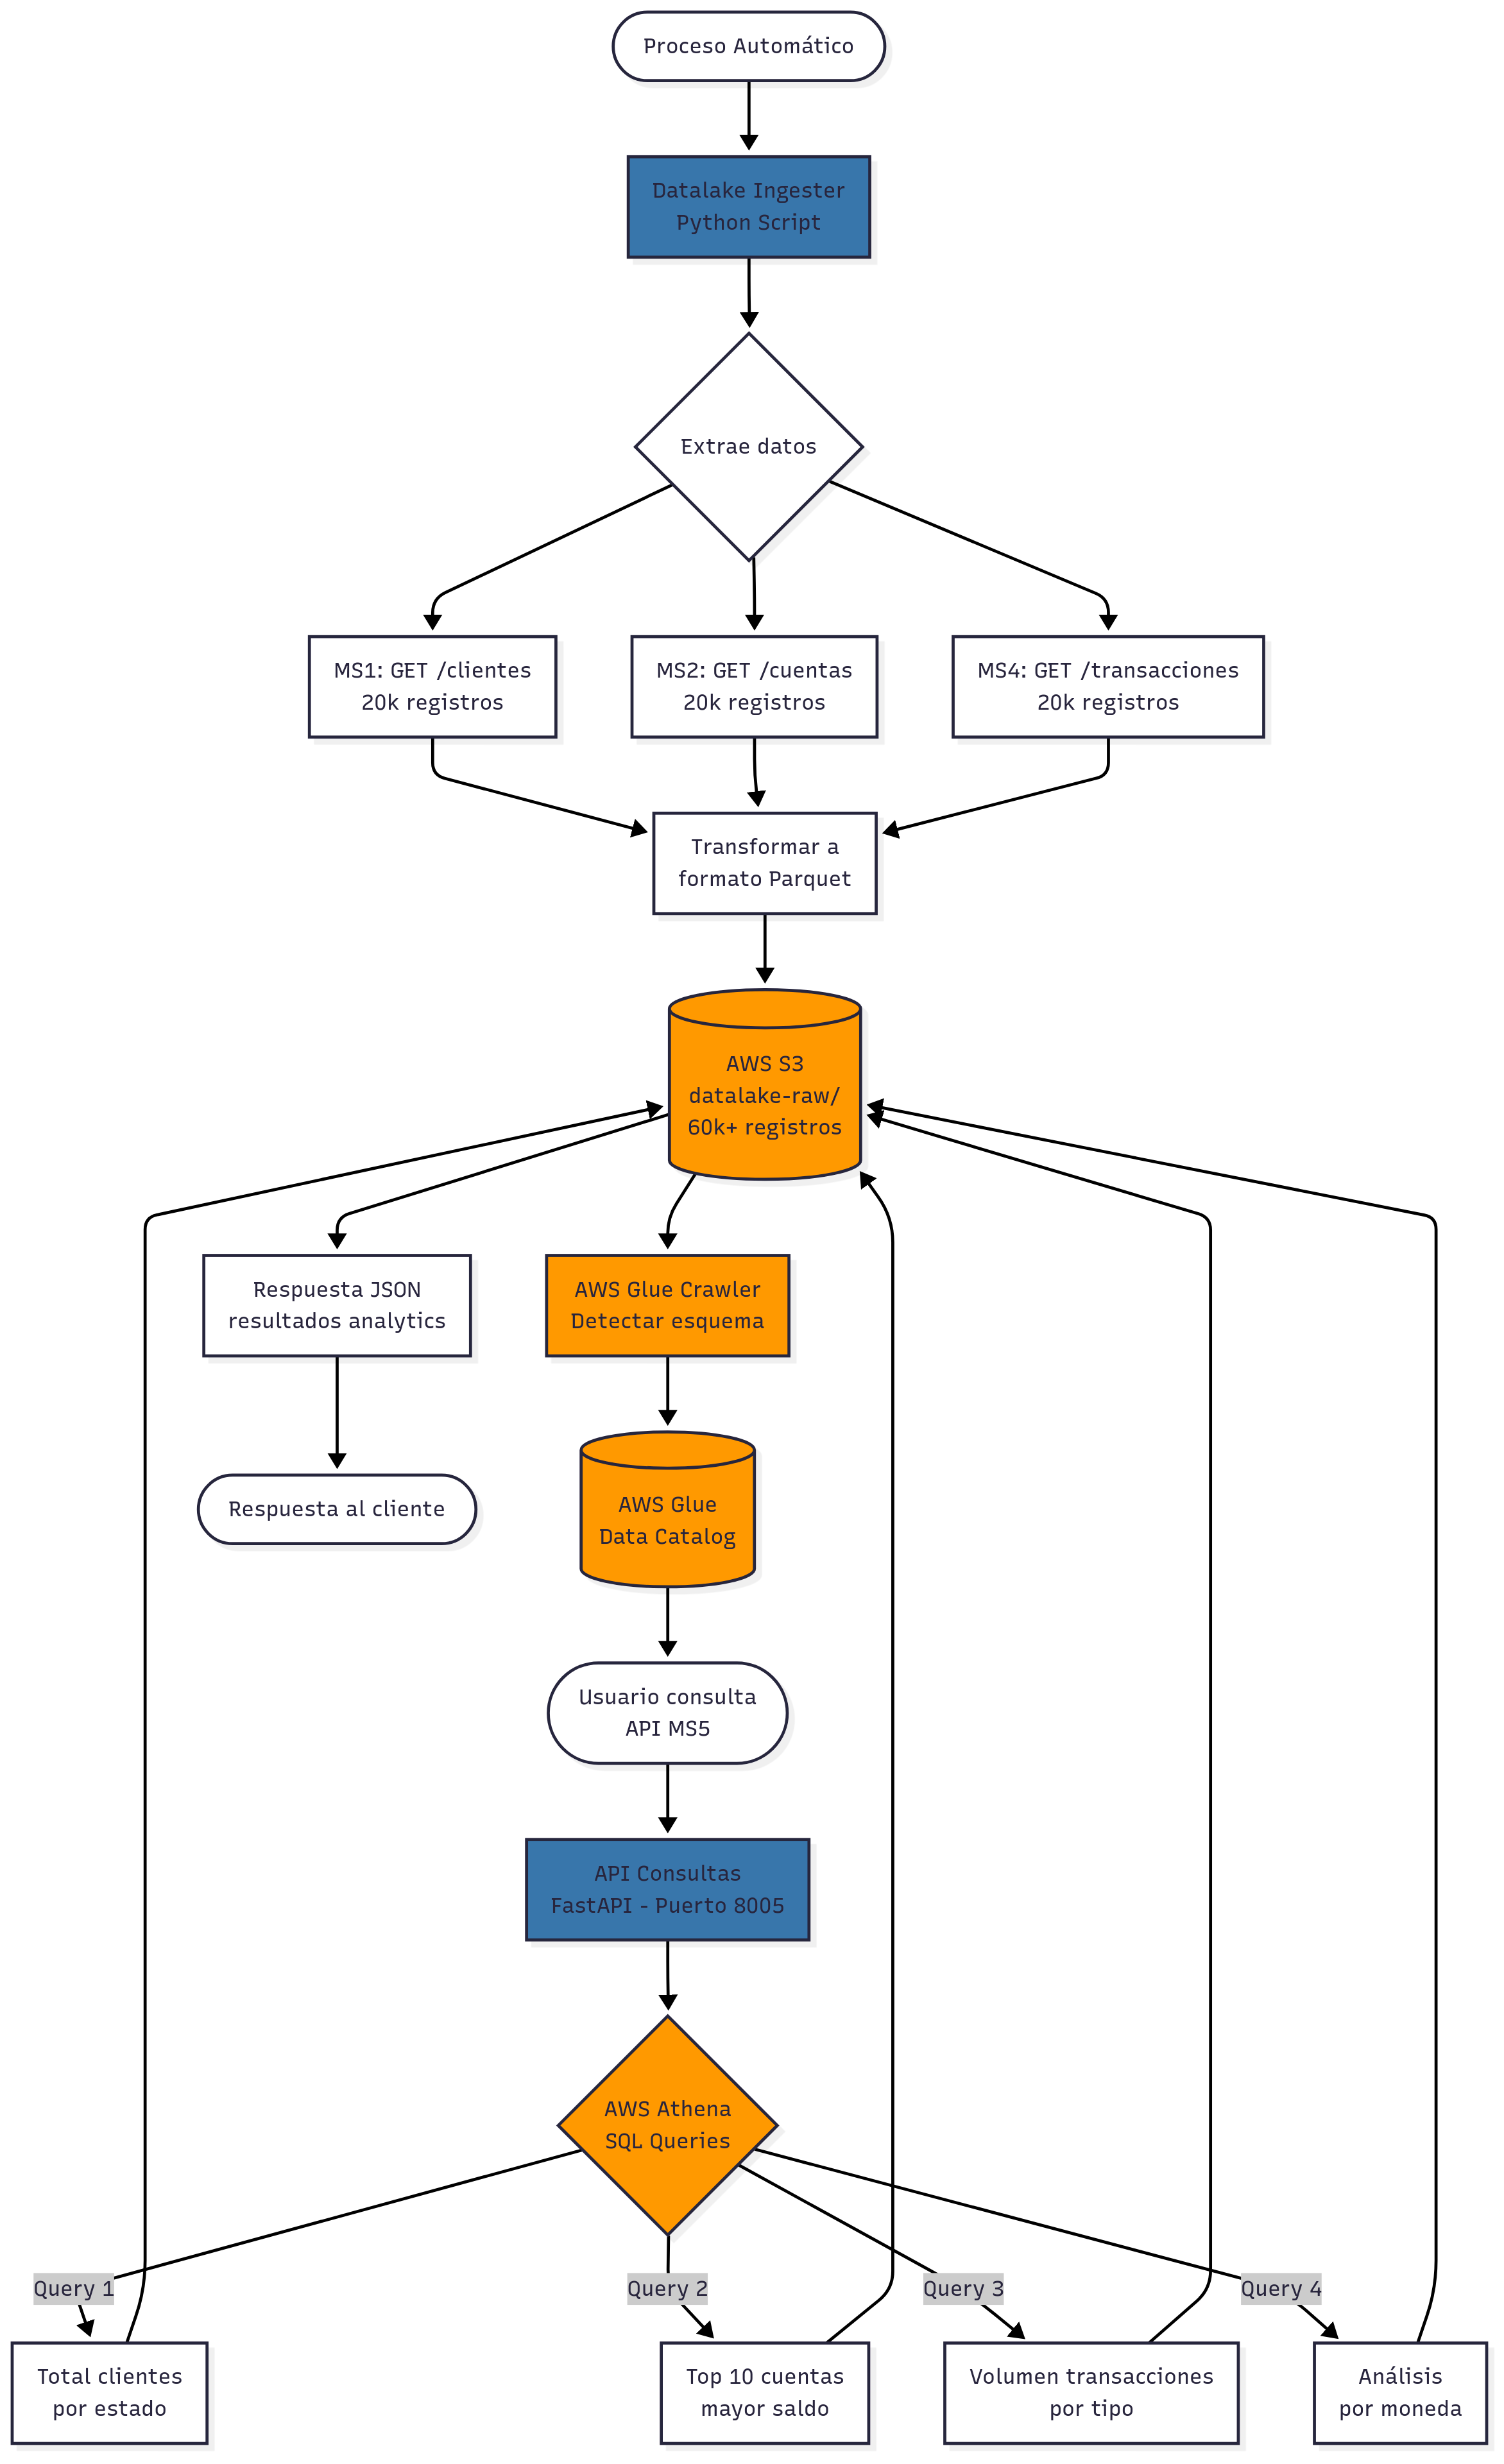 Proceso Automático
Datalake Ingester
Python Script
Extrae datos
MS1: GET /clientes
20k registros
MS2: GET /cuentas
20k registros
MS4: GET /transacciones
20k registros
Transformar a
formato Parquet
AWS S3
datalake-raw/
60k+ registros
Respuesta JSON
resultados analytics
AWS Glue Crawler
Detectar esquema
Respuesta al cliente
AWS Glue
Data Catalog
Usuario consulta
API MS5
API Consultas
FastAPI - Puerto 8005
AWS Athena
SQL Queries
Query 1
Query 2
Query 3
Query 4
Total clientes
por estado
Top 10 cuentas
mayor saldo
Volumen transacciones
por tipo
Análisis
por moneda